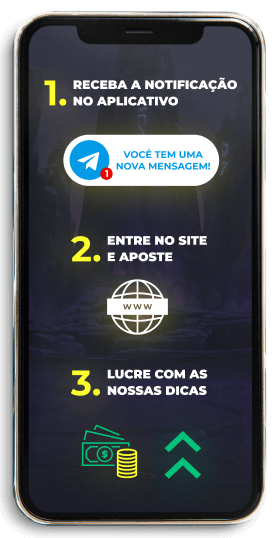 1. RECEBA A NOTIFICAÇÃO
NO APLICATIVO
VOCÊ TEM UMA
NOVA MENSAGEM!
1
2. ENTRE NO SITE
E APOSTE
WWW
3. LUCRE COM AS
NOSSAS DICAS
$